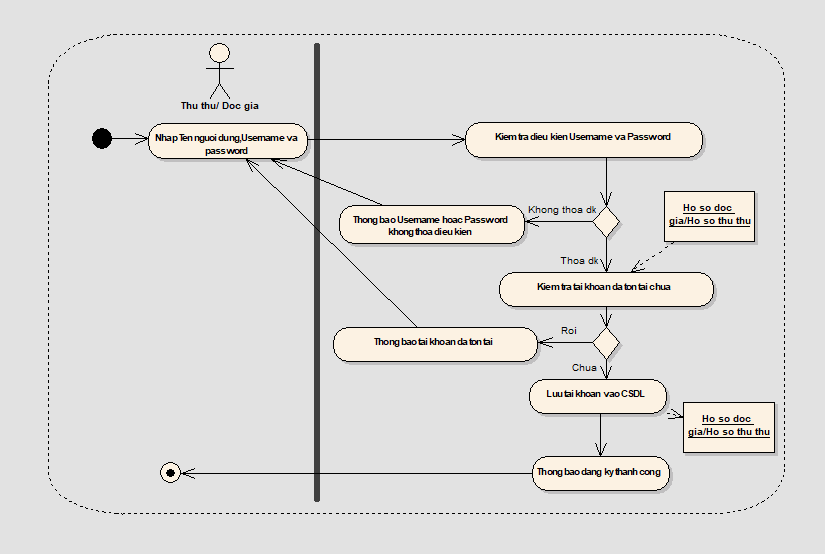 Thu thu/ Doc gia
Nhap Ten nguoi dung,Username va
password
Kiem tra dieu kien Username va Password
Khong thoa dk
Ho so doc
gia/Ho so thu thu
Thong bao Username hoac Password
khong thoa dieu kien
Thoa dk
Kiem tra tai khoan da ton tai chua
Roi
Thong bao tai khoan da ton tai
Chua
Luu tai khoan vao CSDL
Ho so doc
gia/Ho so thu thu
Thong bao dang ky thanh cong